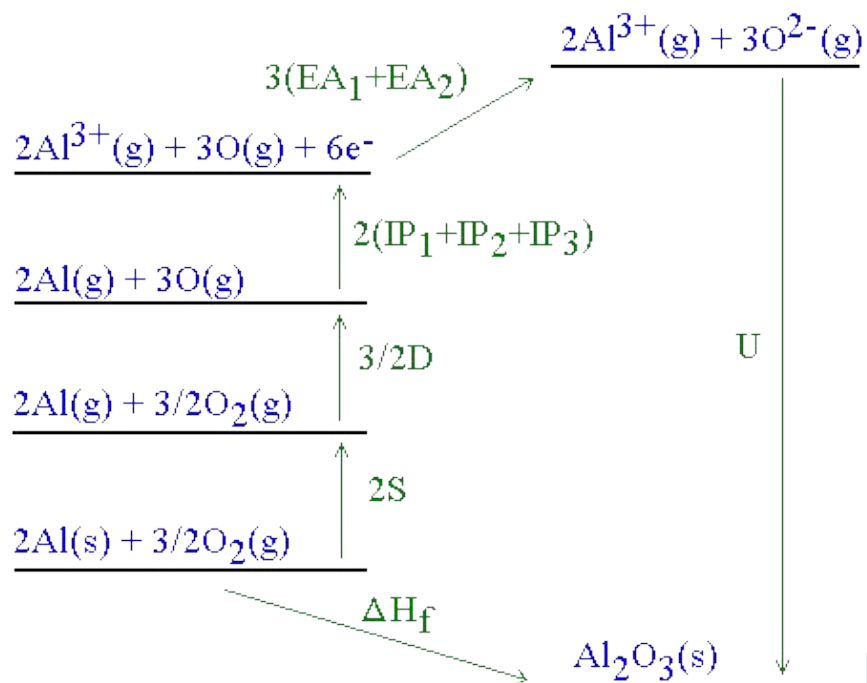 2Al³⁺(g) + 3O²⁻(g)
3(EA₁+EA₂)
2Al³⁺(g) + 3O(g) + 6e⁻
2(IP₁+IP₂+IP₃)
2Al(g) + 3O(g)
3/2D
U
2Al(g) + 3/2O₂(g)
2S
2Al(s) + 3/2O₂(g)
ΔH_f
Al₂O₃(s)